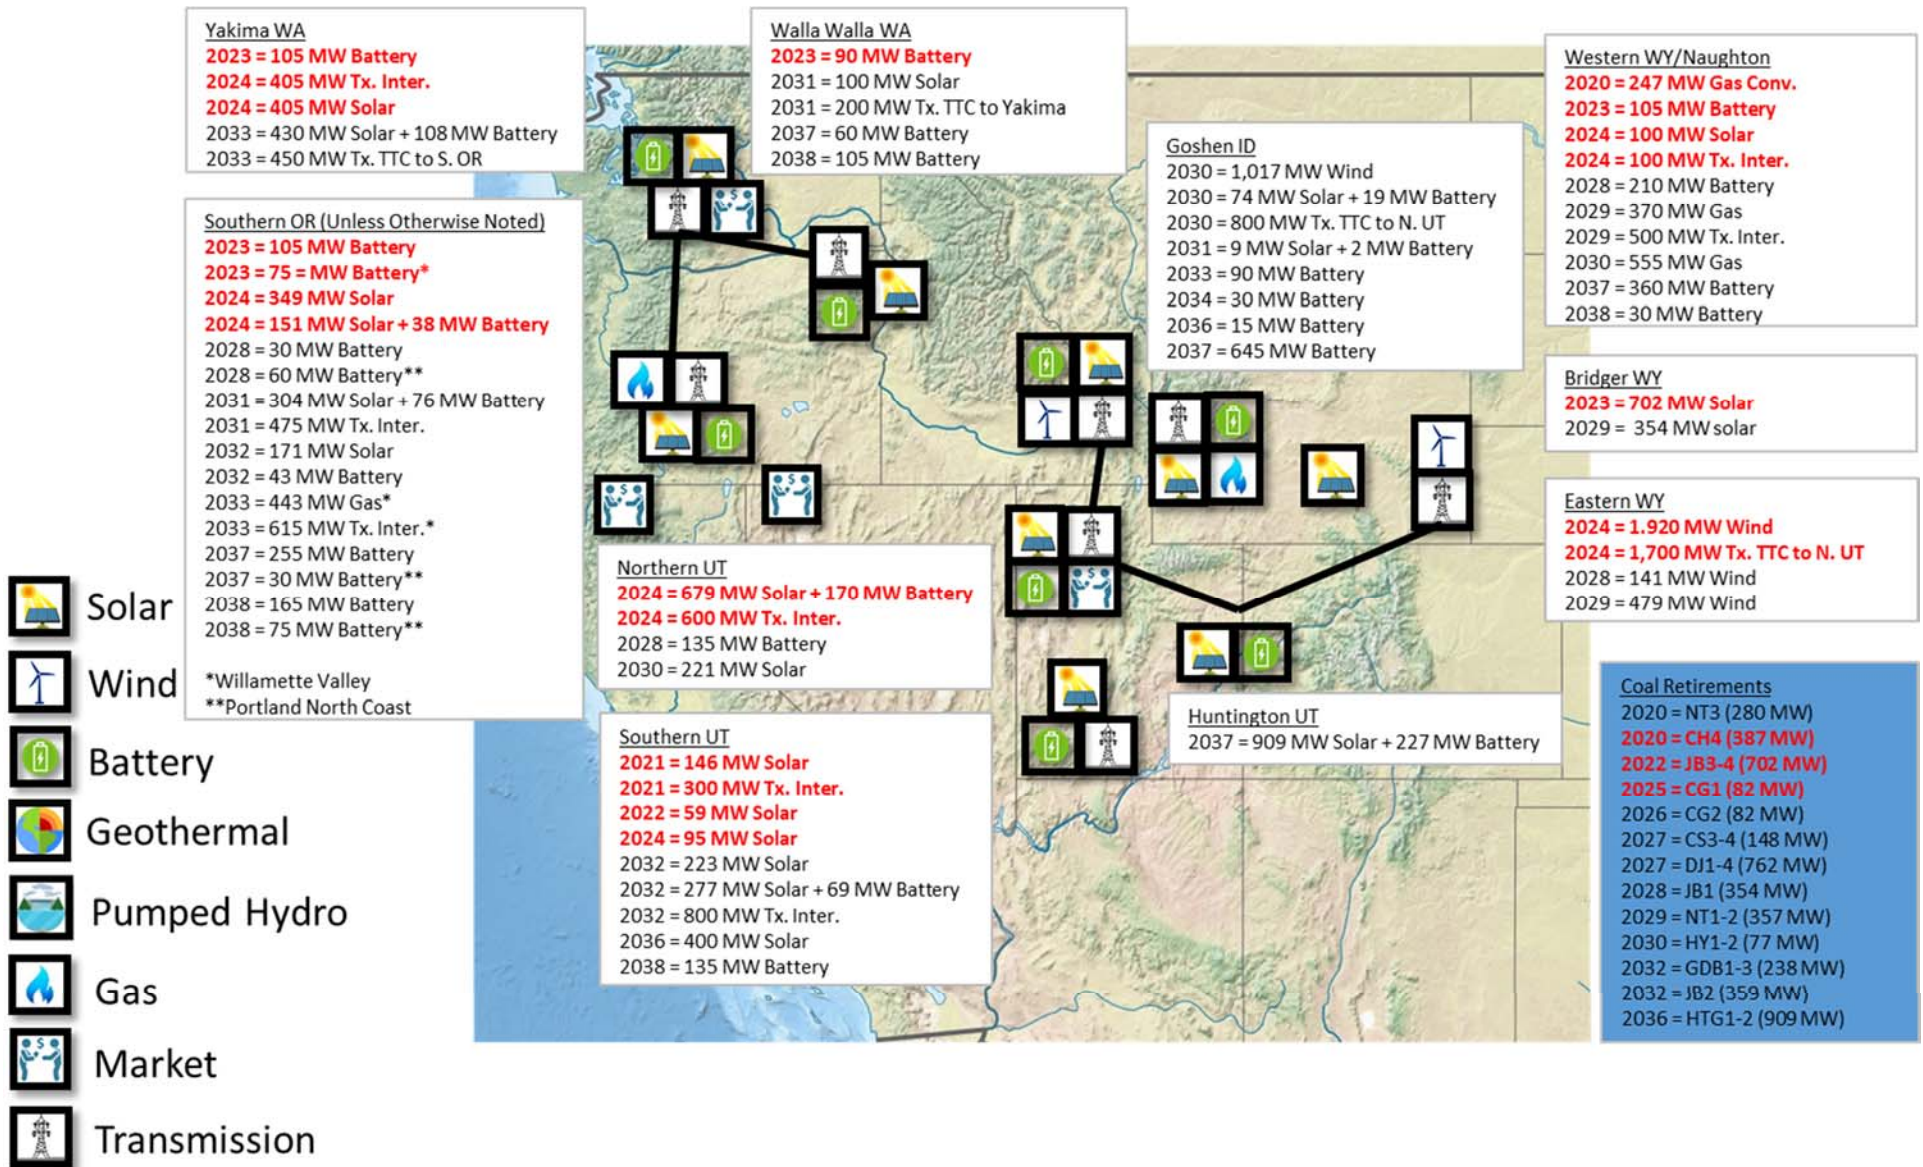 Yakima WA
2023 = 105 MW Battery
2024 = 405 MW Tx. Inter.
2024 = 405 MW Solar
2033 = 430 MW Solar + 108 MW Battery
2033 = 450 MW Tx. TTC to S. OR
Walla Walla WA
2023 = 90 MW Battery
2031 = 100 MW Solar
2031 = 200 MW Tx. TTC to Yakima
2037 = 60 MW Battery
2038 = 105 MW Battery
Western WY/Naughton
2020 = 247 MW Gas Conv.
2023 = 105 MW Battery
2024 = 100 MW Solar
2024 = 100 MW Tx. Inter.
2028 = 210 MW Battery
2029 = 370 MW Gas
2029 = 500 MW Tx. Inter.
2030 = 555 MW Gas
2037 = 360 MW Battery
2038 = 30 MW Battery
Goshen ID
2030 = 1,017 MW Wind
2030 = 74 MW Solar + 19 MW Battery
2030 = 800 MW Tx. TTC to N. UT
2031 = 9 MW Solar + 2 MW Battery
2033 = 90 MW Battery
2034 = 30 MW Battery
2036 = 15 MW Battery
2037 = 645 MW Battery
Southern OR (Unless Otherwise Noted)
2023 = 105 MW Battery
2023 = 75 = MW Battery*
2024 = 349 MW Solar
2024 = 151 MW Solar + 38 MW Battery
2028 = 30 MW Battery
2028 = 60 MW Battery**
2031 = 304 MW Solar + 76 MW Battery
2031 = 475 MW Tx. Inter.
2032 = 171 MW Solar
2032 = 43 MW Battery
2033 = 443 MW Gas*
2033 = 615 MW Tx. Inter.*
2037 = 255 MW Battery
2037 = 30 MW Battery**
2038 = 165 MW Battery
2038 = 75 MW Battery**
*Willamette Valley
**Portland North Coast
Bridger WY
2023 = 702 MW Solar
2029 = 354 MW solar
Eastern WY
2024 = 1.920 MW Wind
2024 = 1,700 MW Tx. TTC to N. UT
2028 = 141 MW Wind
2029 = 479 MW Wind
Northern UT
2024 = 679 MW Solar + 170 MW Battery
2024 = 600 MW Tx. Inter.
2028 = 135 MW Battery
2030 = 221 MW Solar
Huntington UT
2037 = 909 MW Solar + 227 MW Battery
Southern UT
2021 = 146 MW Solar
2021 = 300 MW Tx. Inter.
2022 = 59 MW Solar
2024 = 95 MW Solar
2032 = 223 MW Solar
2032 = 277 MW Solar + 69 MW Battery
2032 = 800 MW Tx. Inter.
2036 = 400 MW Solar
2038 = 135 MW Battery
Coal Retirements
2020 = NT3 (280 MW)
2020 = CH4 (387 MW)
2022 = JB3-4 (702 MW)
2025 = CG1 (82 MW)
2026 = CG2 (82 MW)
2027 = CS3-4 (148 MW)
2027 = DJ1-4 (762 MW)
2028 = JB1 (354 MW)
2029 = NT1-2 (357 MW)
2030 = HY1-2 (77 MW)
2032 = GDB1-3 (238 MW)
2032 = JB2 (359 MW)
2036 = HTG1-2 (909 MW)
Solar
Wind
Battery
Geothermal
Pumped Hydro
Gas
Market
Transmission